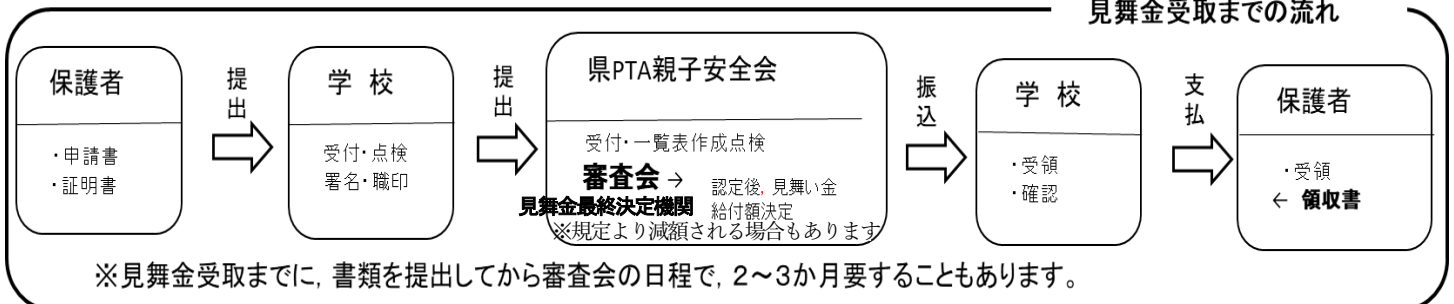 見舞金受取までの流れ
保護者
・申請書
・証明書
提出
学 校
受付・点検
署名・職印
提出
県PTA親子安全会
受付・一覧表作成点検
審査会 → 認定後, 見舞い金
見舞金最終決定機関 給付額決定
※規定より減額される場合もあります
振込
学 校
・受領
・確認
支払
保護者
・受領
← 領収書
※見舞金受取までに, 書類を提出してから審査会の日程で, 2～3か月要することもあります。